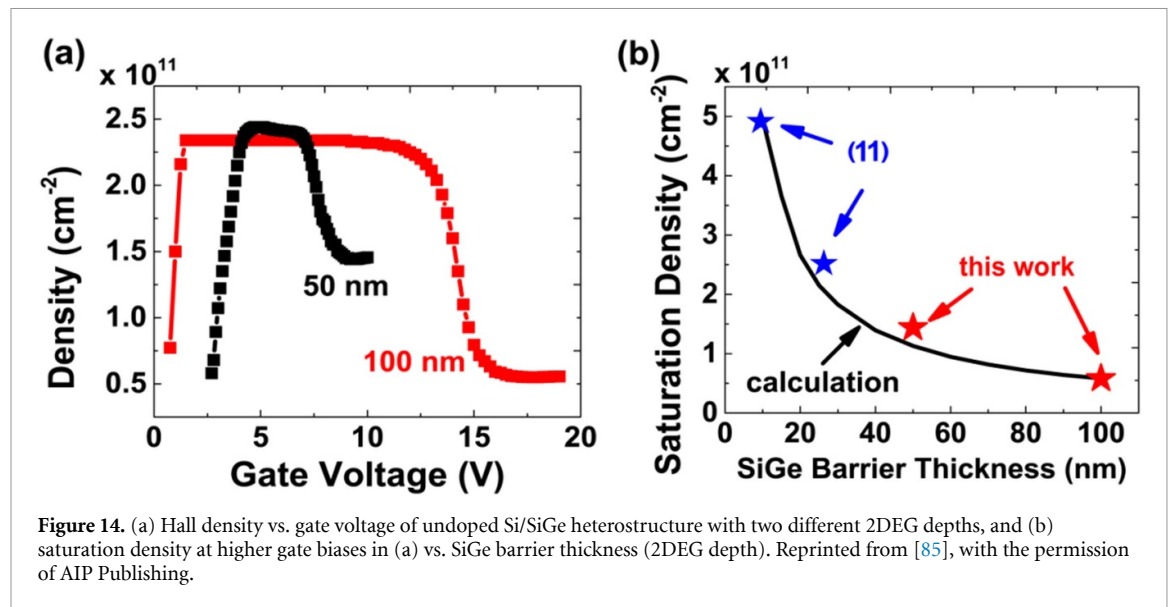 (a)
x 10¹¹
2.5
2.0
1.5
1.0
0.5
Density (cm⁻²)
50 nm
100 nm
0 5 10 15 20
Gate Voltage (V)
(b)
x 10¹¹
5
4
3
2
1
0
Saturation Density (cm⁻²)
(11)
this work
calculation
0 20 40 60 80 100
SiGe Barrier Thickness (nm)
Figure 14. (a) Hall density vs. gate voltage of undoped Si/SiGe heterostructure with two different 2DEG depths, and (b)
saturation density at higher gate biases in (a) vs. SiGe barrier thickness (2DEG depth). Reprinted from [85], with the permission
of AIP Publishing.